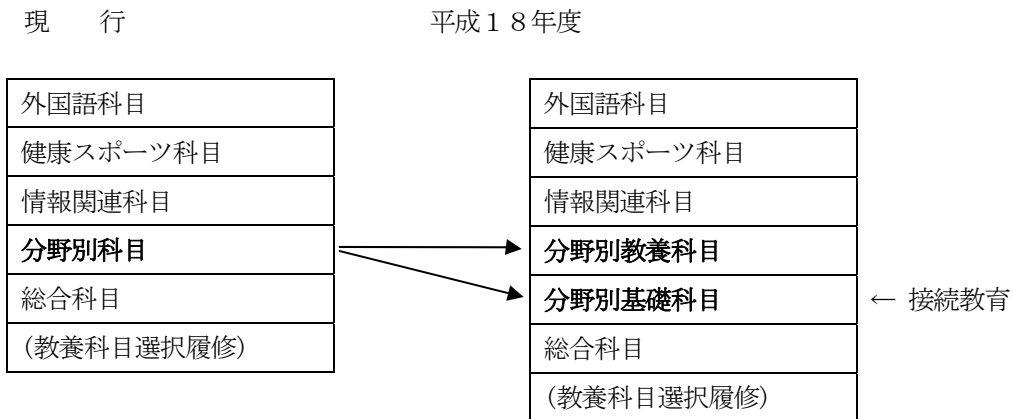 現　行
平成１８年度
外国語科目
健康スポーツ科目
情報関連科目
分野別科目
総合科目
(教養科目選択履修)
外国語科目
健康スポーツ科目
情報関連科目
分野別教養科目
分野別基礎科目
← 接続教育
総合科目
(教養科目選択履修)